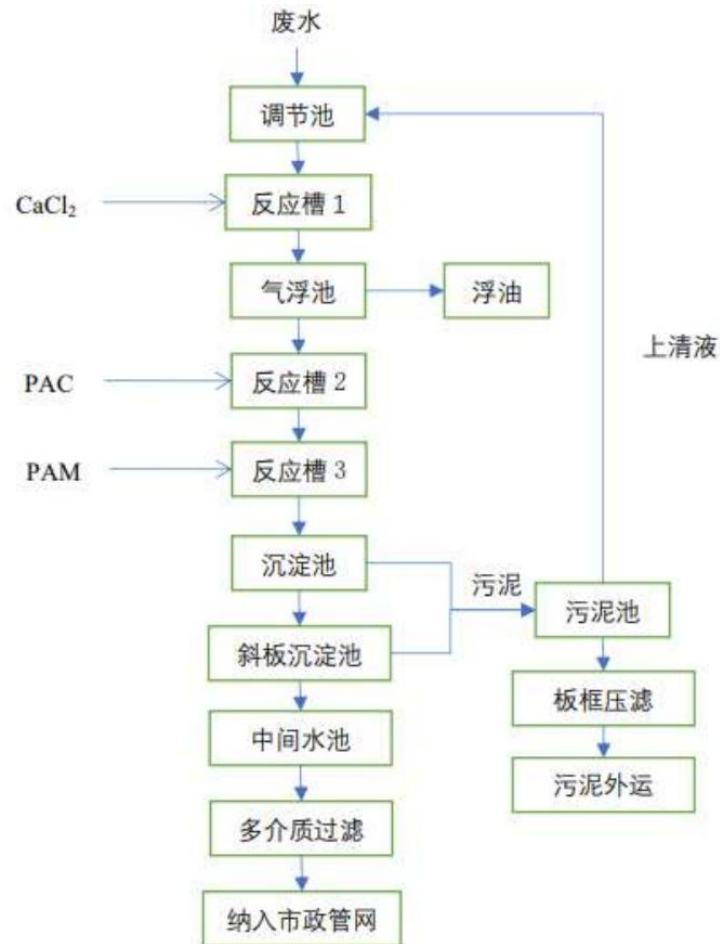 废水
调节池
CaCl₂
反应槽 1
气浮池
浮油
上清液
PAC
反应槽 2
PAM
反应槽 3
沉淀池
污泥
污泥池
斜板沉淀池
板框压滤
中间水池
污泥外运
多介质过滤
纳入市政管网